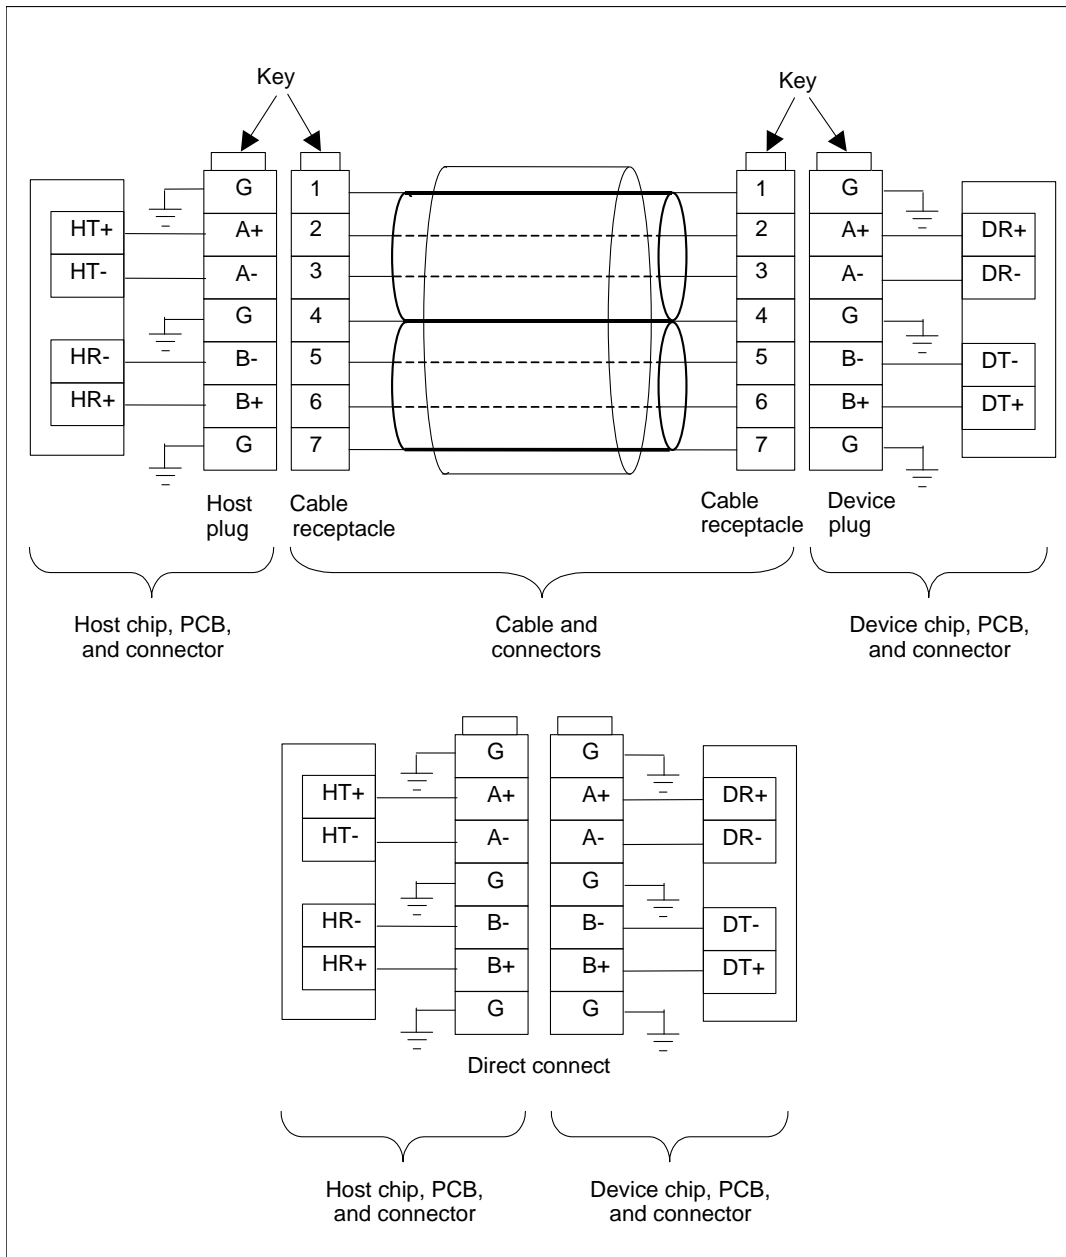 Key Key
G 1 1 G
HT+ A+ 2 2 A+ DR+
HT- A- 3 3 A- DR-
G 4 4 G
HR- B- 5 5 B- DT-
HR+ B+ 6 6 B+ DT+
G 7 7 G
Host plug
Cable receptacle
Cable receptacle
Device plug
Host chip, PCB,
and connector
Cable and
connectors
Device chip, PCB,
and connector
G G
HT+ A+ A+ DR+
HT- A- A- DR-
G G
HR- B- B- DT-
HR+ B+ B+ DT+
G G
Direct connect
Host chip, PCB,
and connector
Device chip, PCB,
and connector